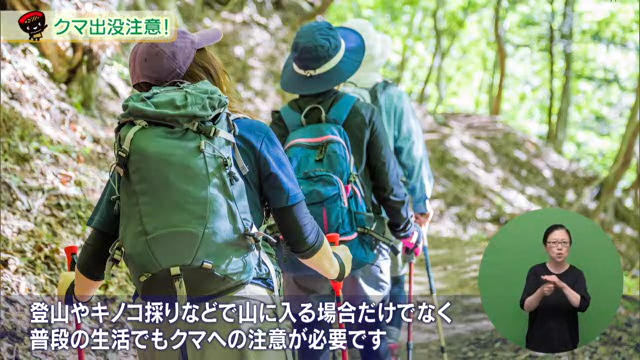 クマ出没注意!
登山やキノコ採りなどで山に入る場合だけでなく
普段の生活でもクマへの注意が必要です